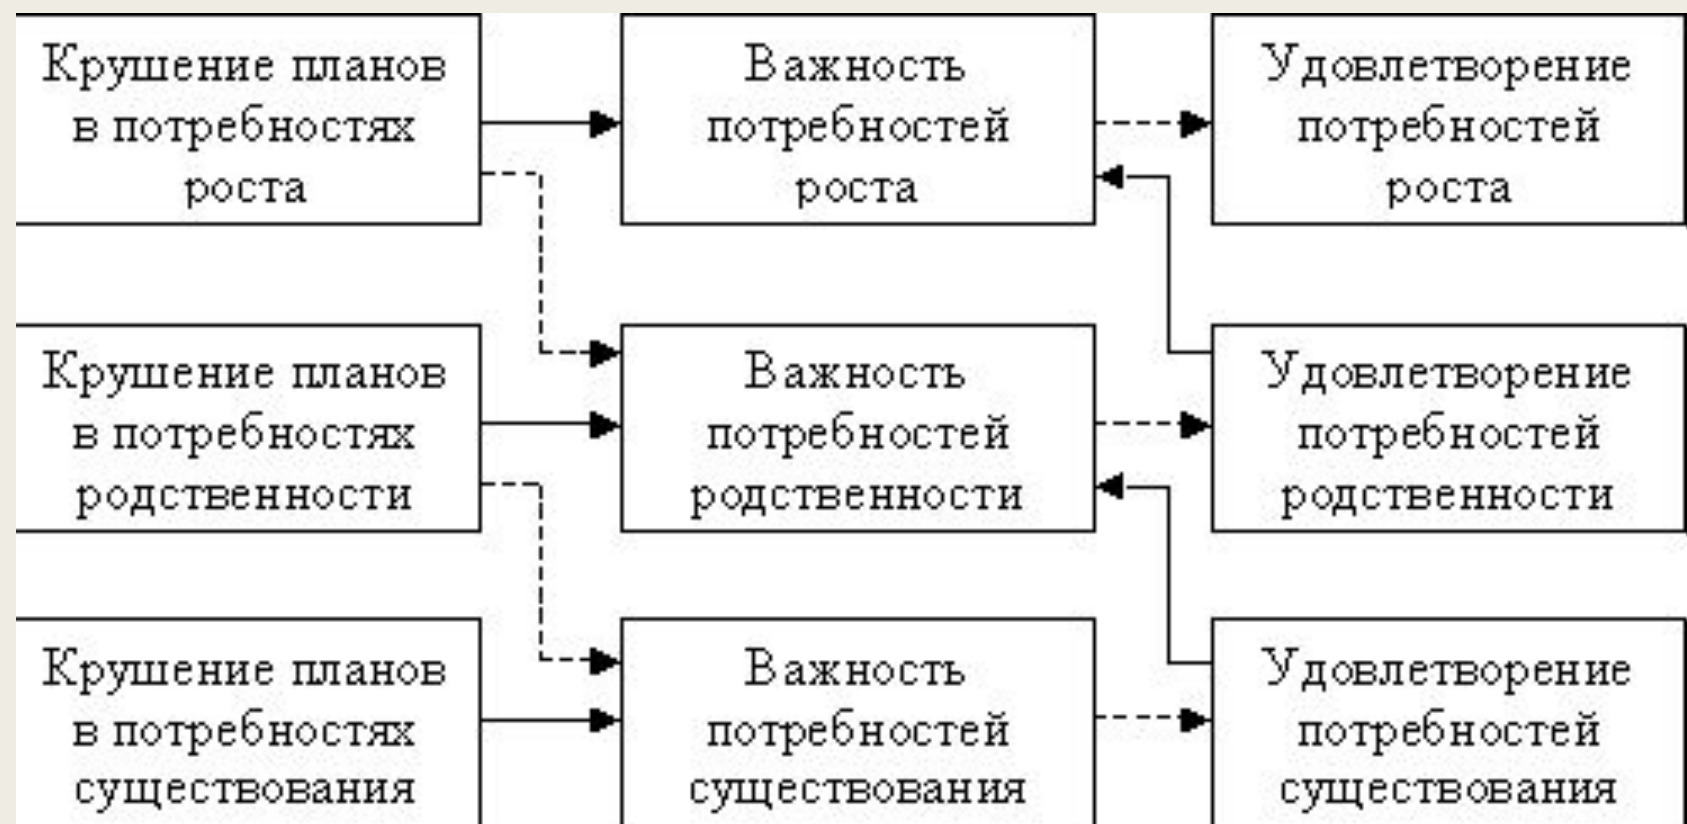 Крушение планов
в потребностях
роста
Важность
потребностей
роста
Удовлетворение
потребностей
роста
Крушение планов
в потребностях
родственности
Важность
потребностей
родственности
Удовлетворение
потребностей
родственности
Крушение планов
в потребностях
существования
Важность
потребностей
существования
Удовлетворение
потребностей
существования